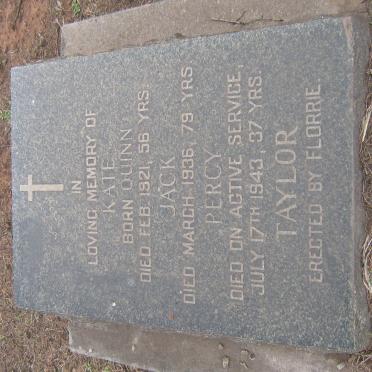 IN
LOVING MEMORY OF
KATE
BORN QUINN
DIED FEB 1921, 56 YRS.
JACK
DIED MARCH 1936, 79 YRS
PERCY
DIED ON ACTIVE SERVICE,
JULY 17TH 1943, 37 YRS.
TAYLOR
ERECTED BY FLORRIE